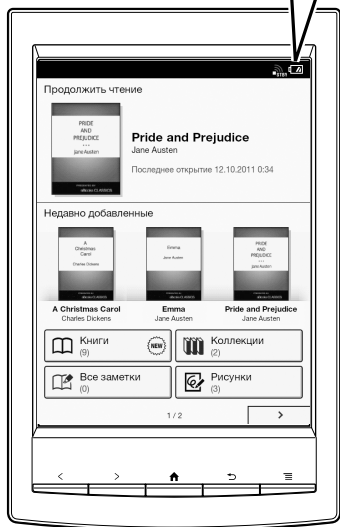 STBY
Продолжить чтение
PRIDE
AND
PREJUDICE
Jane Austen
Pride and Prejudice
Jane Austen
Последнее открытие 12.10.2011 0:34
Недавно добавленные
A
Christmas
Carol
Charles Dickens
Emma
Jane Austen
PRIDE
AND
PREJUDICE
Jane Austen
A Christmas Carol
Charles Dickens
Emma
Jane Austen
Pride and Prejudice
Jane Austen
Книги
(9)
NEW
Коллекции
(2)
Все заметки
(0)
Рисунки
(3)
1 / 2